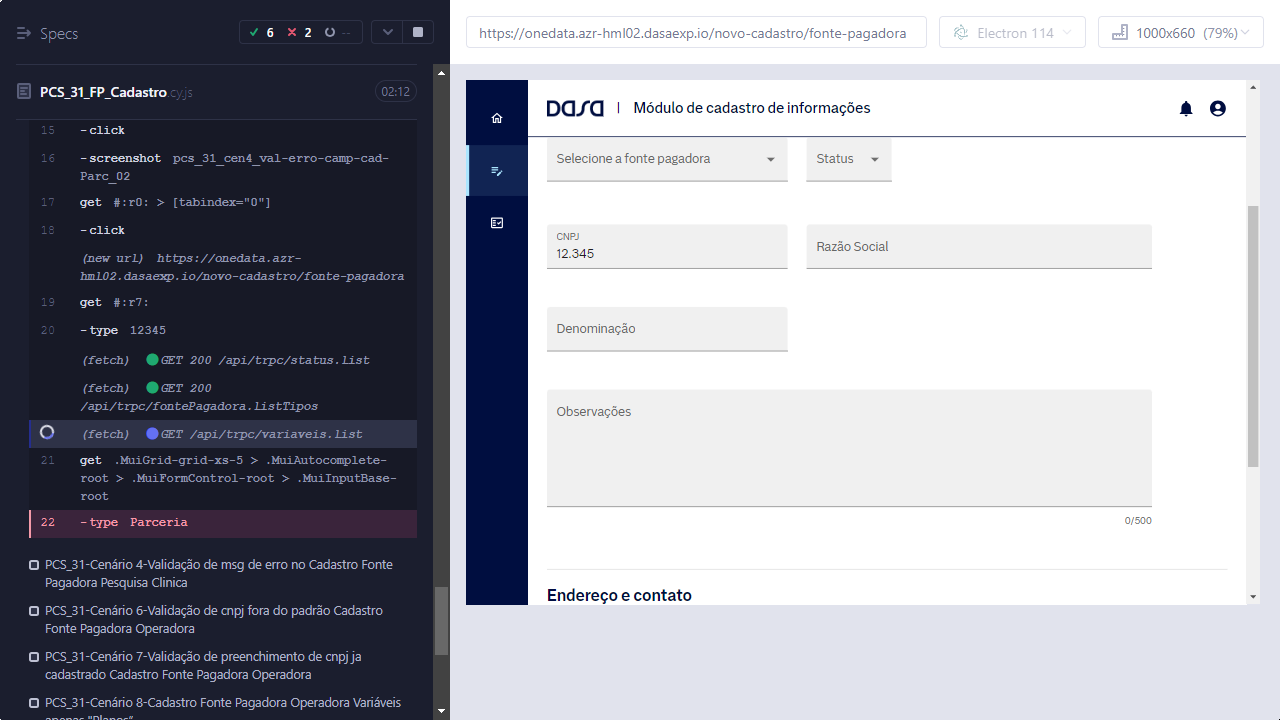 Specs
6
2
--
PCS_31_FP_Cadastro.cy.js
02:12
15 -click
16 -screenshot pcs_31_cen4_val-erro-camp-cad-
Parc_02
17 get #:r0: > [tabindex="0"]
18 -click
(new url) https://onedata.azr-
hml02.dasaexp.io/novo-cadastro/fonte-pagadora
19 get #:r7:
20 -type 12345
(fetch) GET 200 /api/trpc/status.list
(fetch) GET 200
/api/trpc/fontePagadora.listTipos
(fetch) GET /api/trpc/variaveis.list
21 get .MuiGrid-grid-xs-5 > .MuiAutocomplete-
root > .MuiFormControl-root > .MuiInputBase-
root
22 -type Parceria
PCS_31-Cenário 4-Validação de msg de erro no Cadastro Fonte
Pagadora Pesquisa Clinica
PCS_31-Cenário 6-Validação de cnpj fora do padrão Cadastro
Fonte Pagadora Operadora
PCS_31-Cenário 7-Validação de preenchimento de cnpj ja
cadastrado Cadastro Fonte Pagadora Operadora
PCS_31-Cenário 8-Cadastro Fonte Pagadora Operadora Variáveis
apenas "Planos"
https://onedata.azr-hml02.dasaexp.io/novo-cadastro/fonte-pagadora
Electron 114
1000x660 (79%)
DASA | Módulo de cadastro de informações
Selecione a fonte pagadora
Status
CNPJ
12.345
Razão Social
Denominação
Observações
0/500
Endereço e contato